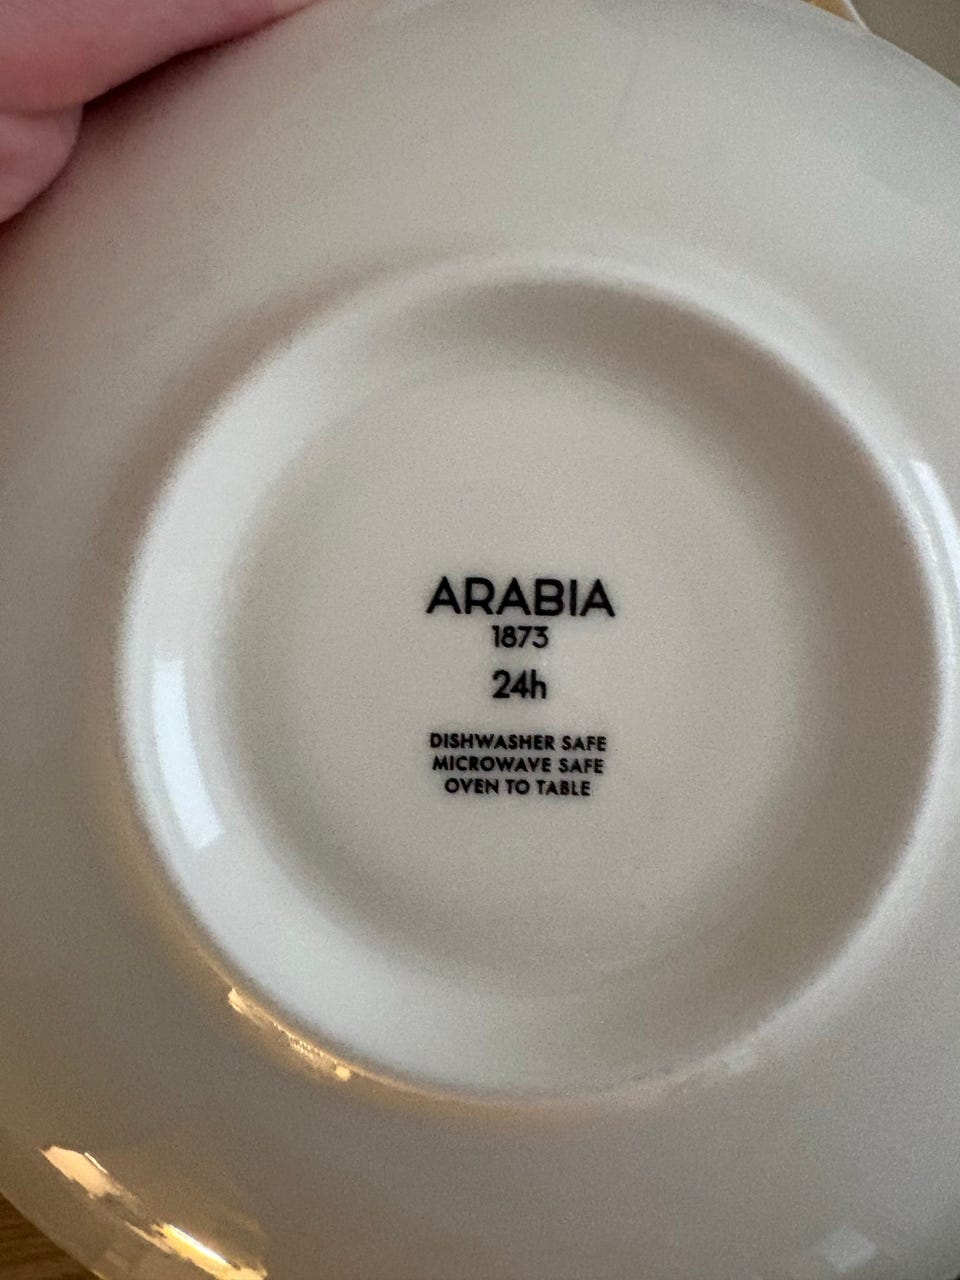 ARABIA
1873
24h
DISHWASHER SAFE
MICROWAVE SAFE
OVEN TO TABLE